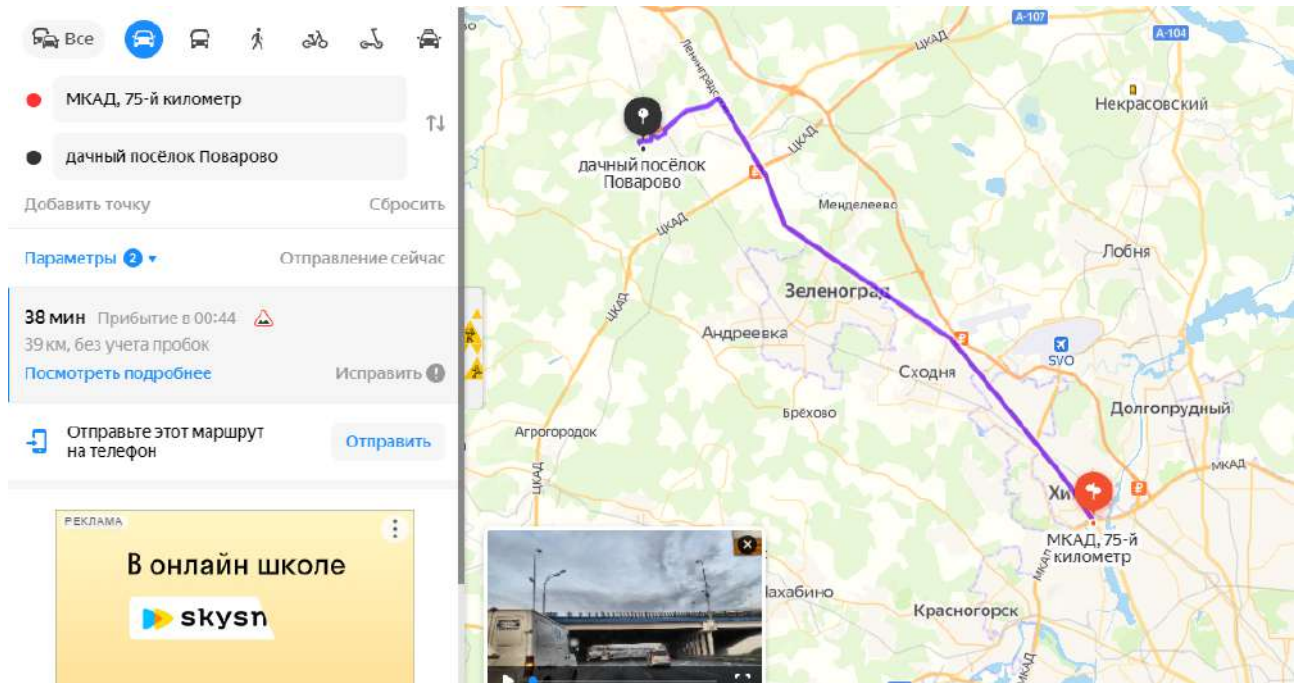 Все
МКАД, 75-й километр
дачный посёлок Поварово
Добавить точку
Сбросить
Параметры 2
Отправление сейчас
38 мин Прибытие в 00:44
39 км, без учета пробок
Посмотреть подробнее
Исправить
Отправьте этот маршрут
на телефон
Отправить
РЕКЛАМА
В онлайн школе
skysn
А-107
А-104
ЦКАД
Некрасовский
ЦКАД
дачный посёлок
Поварово
Менделеево
ЦКАД
Лобня
Зеленоград
ЦКАД
Андреевка
SVO
Сходня
Долгопрудный
Брёхово
Агрогородок
МКАД
ЦКАД
МКАД, 75-й
километр
МКАД
Красногорск
МКАД